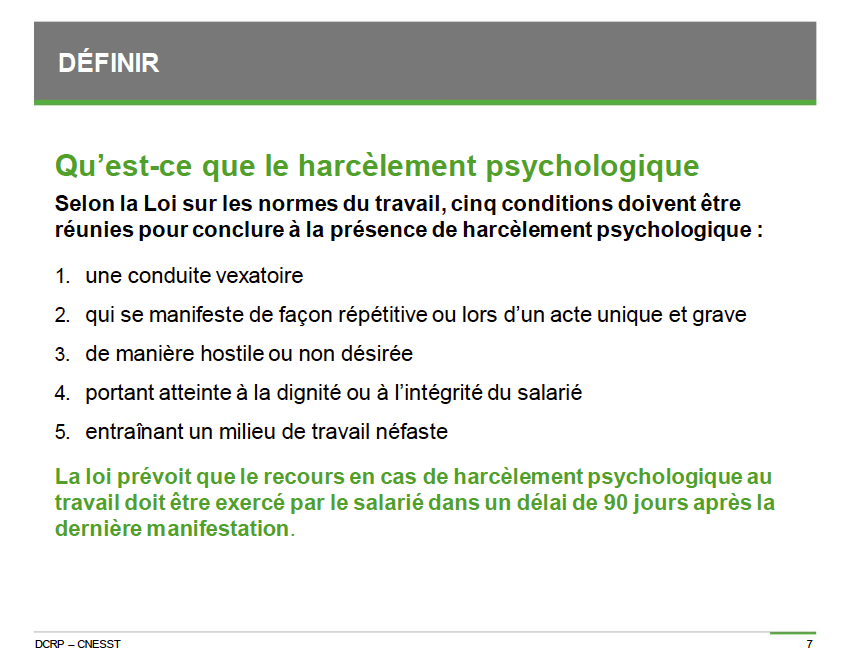 DÉFINIR
Qu’est-ce que le harcèlement psychologique
Selon la Loi sur les normes du travail, cinq conditions doivent être
réunies pour conclure à la présence de harcèlement psychologique :
1. une conduite vexatoire
2. qui se manifeste de façon répétitive ou lors d’un acte unique et grave
3. de manière hostile ou non désirée
4. portant atteinte à la dignité ou à l’intégrité du salarié
5. entraînant un milieu de travail néfaste
La loi prévoit que le recours en cas de harcèlement psychologique au
travail doit être exercé par le salarié dans un délai de 90 jours après la
dernière manifestation.
DCRP – CNESST
7